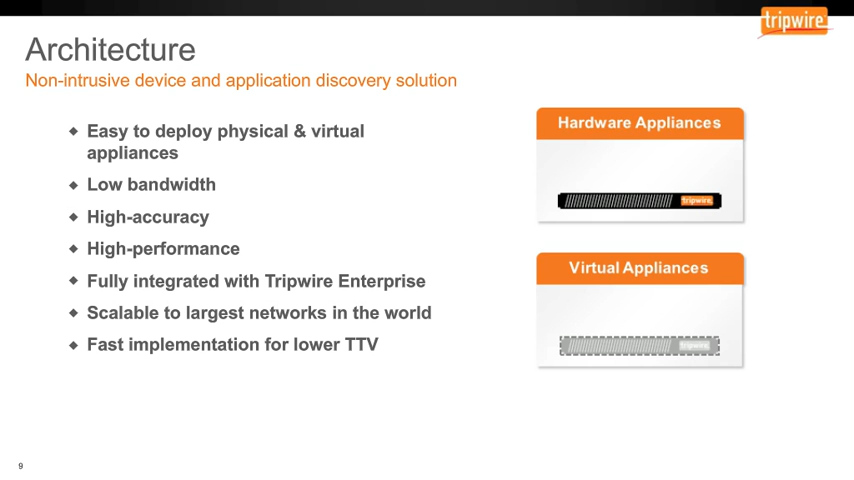 tripwire
Architecture
Non-intrusive device and application discovery solution
Easy to deploy physical & virtual
appliances
Low bandwidth
High-accuracy
High-performance
Fully integrated with Tripwire Enterprise
Scalable to largest networks in the world
Fast implementation for lower TTV
Hardware Appliances
tripwire
Virtual Appliances
tripwire
9